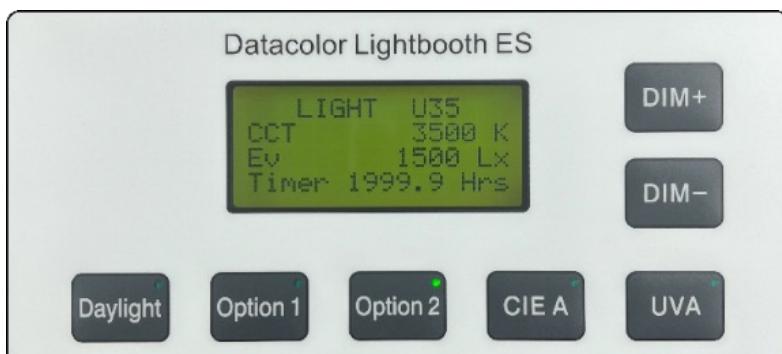 Datacolor Lightbooth ES
LIGHT U35
CCT 3500 K
Ev 1500 Lx
Timer 1999.9 Hrs
DIM+
DIM−
Daylight
Option 1
Option 2
CIE A
UVA